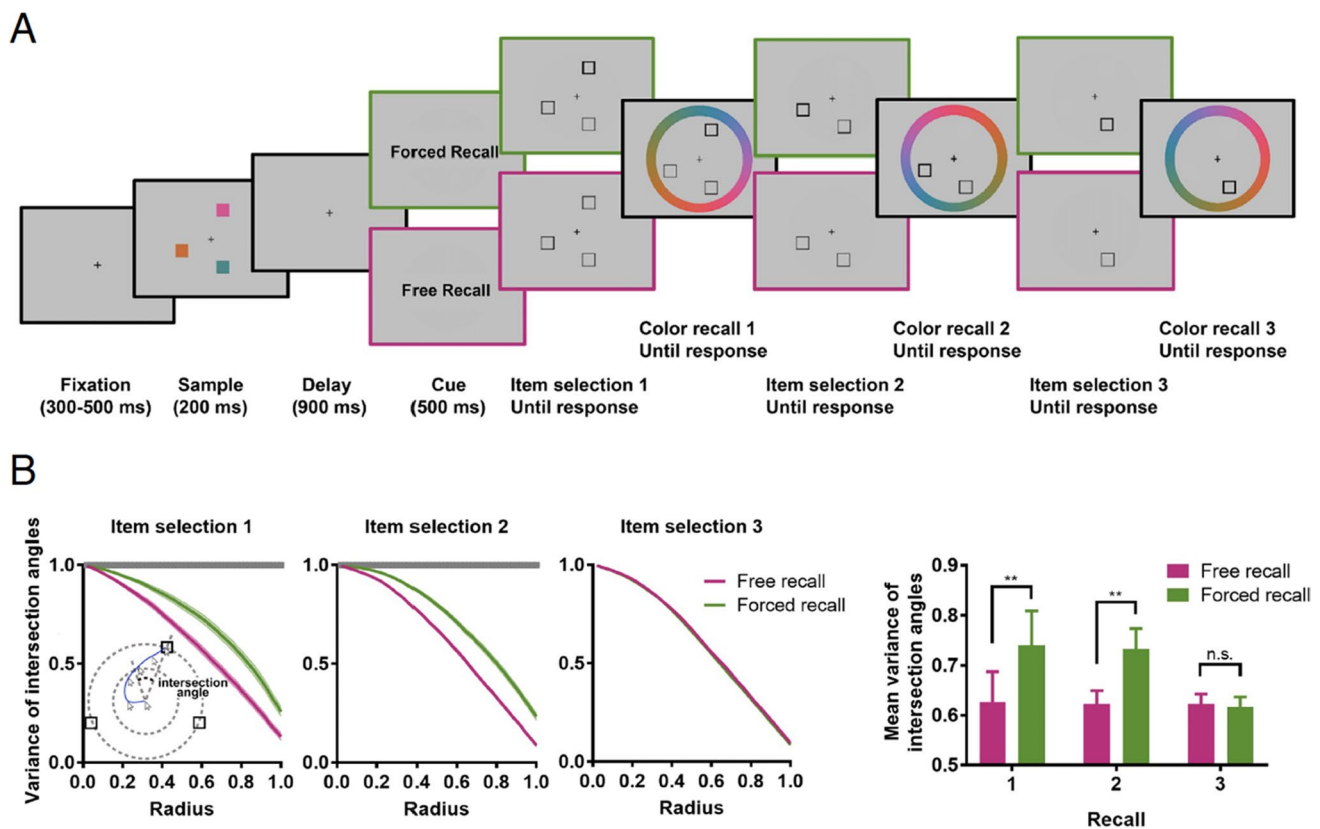 A
Forced Recall
Free Recall
Fixation
(300-500 ms)
Sample
(200 ms)
Delay
(900 ms)
Cue
(500 ms)
Item selection 1
Until response
Color recall 1
Until response
Item selection 2
Until response
Color recall 2
Until response
Item selection 3
Until response
Color recall 3
Until response
B
Variance of intersection angles
Item selection 1
1.0
0.5
0.0
intersection
angle
0.0 0.2 0.4 0.6 0.8 1.0
Radius
Item selection 2
1.0
0.5
0.0
0.0 0.2 0.4 0.6 0.8 1.0
Radius
Item selection 3
1.0
0.5
0.0
Free recall
Forced recall
0.0 0.2 0.4 0.6 0.8 1.0
Radius
Mean variance of
intersection angles
0.9
0.8
0.7
0.6
0.5
**
**
n.s.
Free recall
Forced recall
1 2 3
Recall